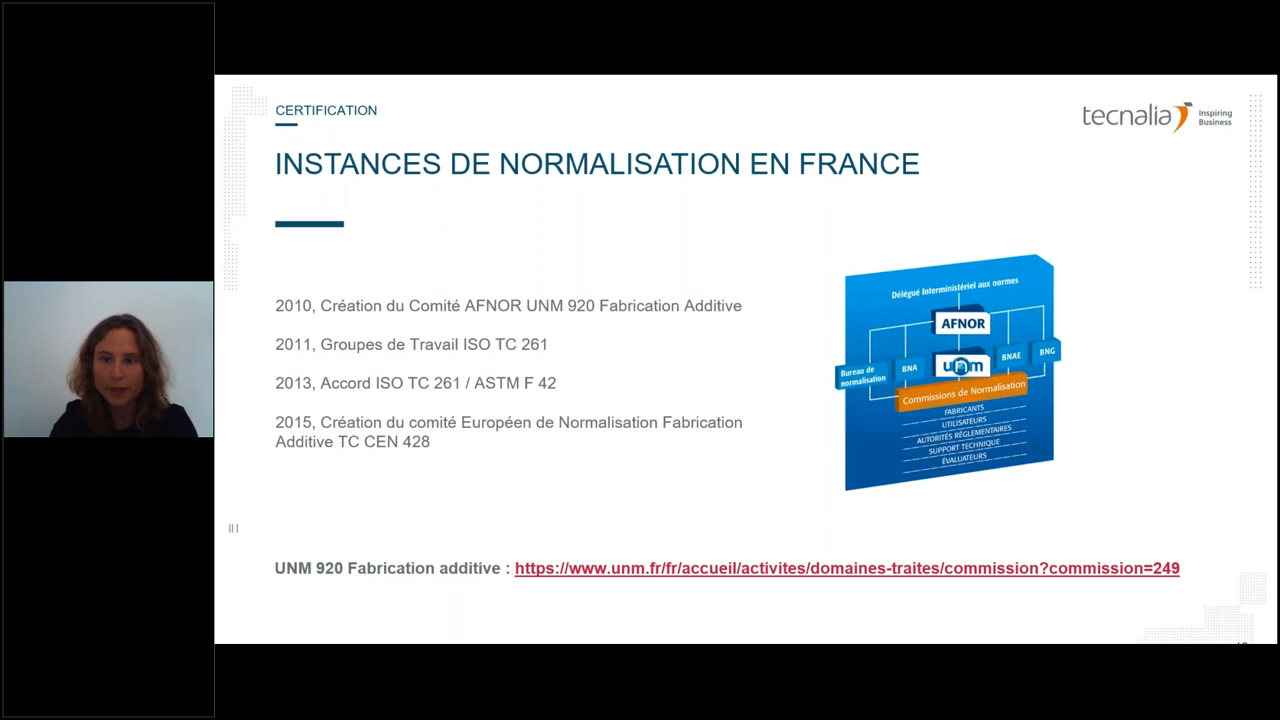 CERTIFICATION
tecnalia Inspiring Business
INSTANCES DE NORMALISATION EN FRANCE
2010, Création du Comité AFNOR UNM 920 Fabrication Additive
2011, Groupes de Travail ISO TC 261
2013, Accord ISO TC 261 / ASTM F 42
2015, Création du comité Européen de Normalisation Fabrication
Additive TC CEN 428
Délégué Interministériel aux normes
AFNOR
Bureau de normalisation
BNA
unm
BNAE
BNG
Commissions de Normalisation
FABRICANTS
UTILISATEURS
AUTORITÉS RÉGLEMENTAIRES
SUPPORT TECHNIQUE
ÉVALUATEURS
UNM 920 Fabrication additive : https://www.unm.fr/fr/accueil/activites/domaines-traites/commission?commission=249